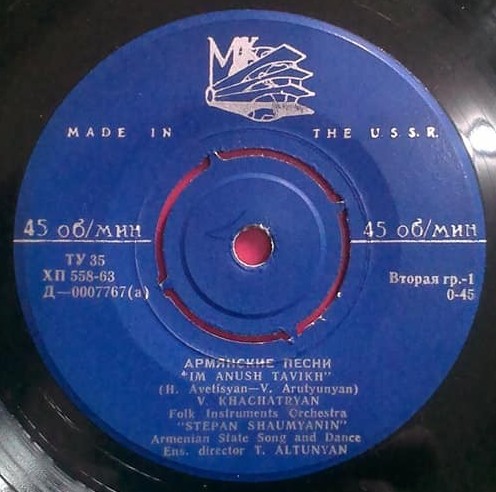 МК
MADE IN THE U.S.S.R.
45 об/мин 45 об/мин
ТУ 35
ХП 558-63
Д—0007767(а)
Вторая гр.-1
0-45
АРМЯНСКИЕ ПЕСНИ
"IM ANUSH TAVIKH"
(H. Avetisyan—V. Arutyunyan)
V. KHACHATRYAN
Folk Instruments Orchestra
"STEPAN SHAUMYANIN"
Armenian State Song and Dance
Ens. director T. ALTUNYAN